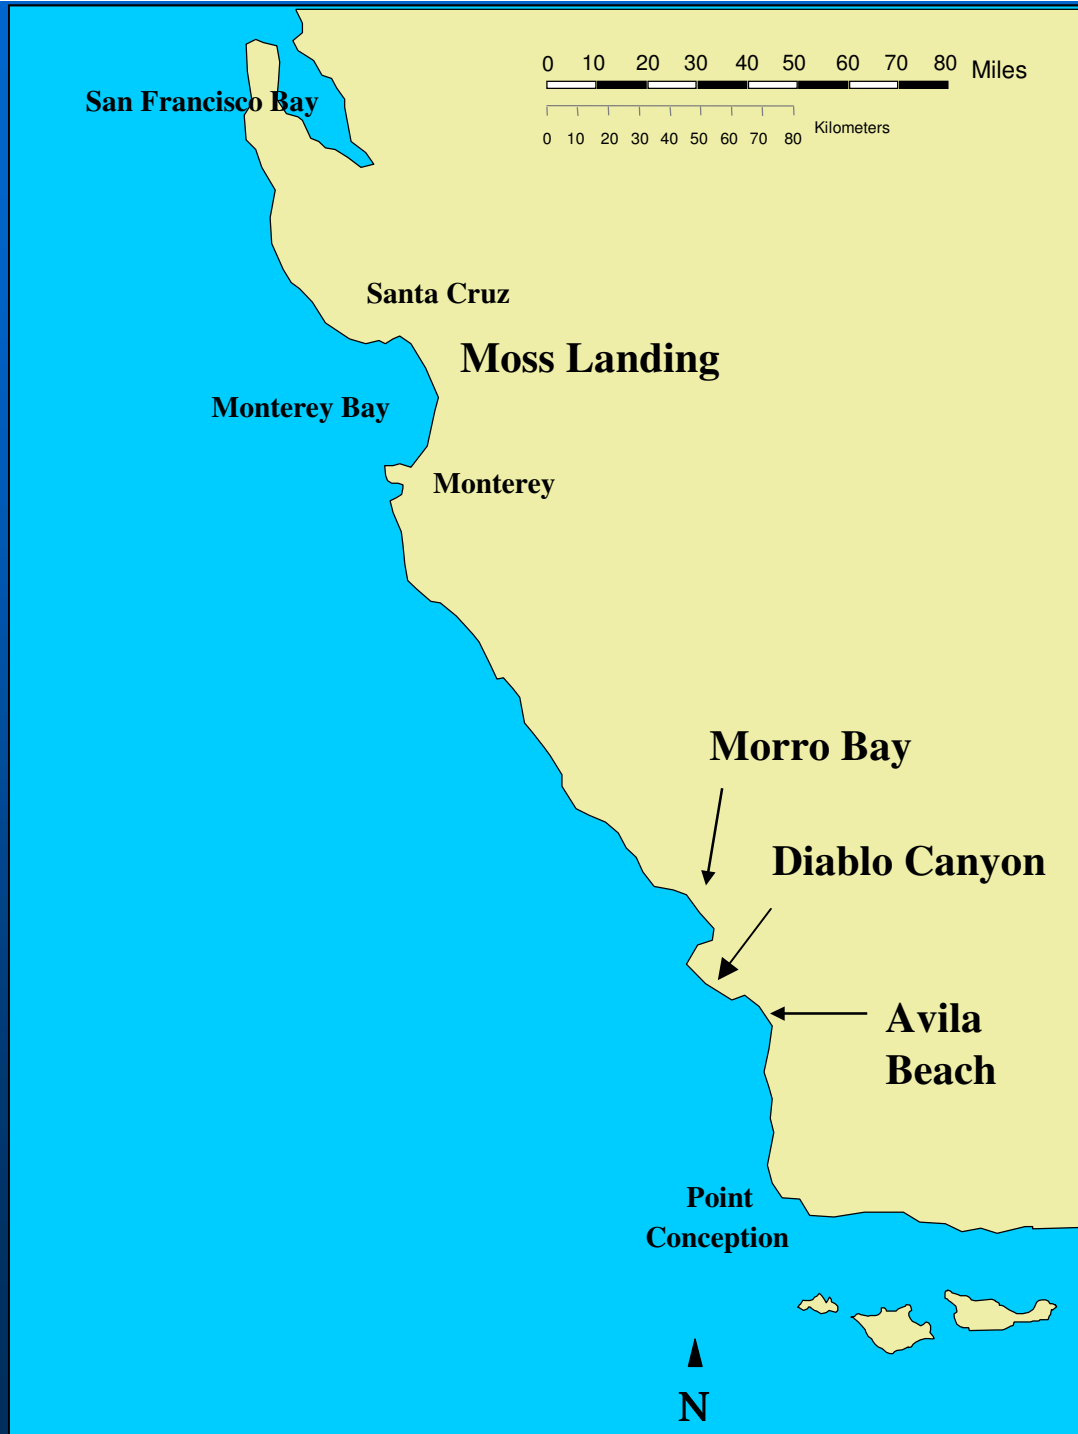 0 10 20 30 40 50 60 70 80 Miles
San Francisco Bay
Kilometers
0 10 20 30 40 50 60 70 80
Santa Cruz
Moss Landing
Monterey Bay
Monterey
Morro Bay
Diablo Canyon
Avila
Beach
Point
Conception
N